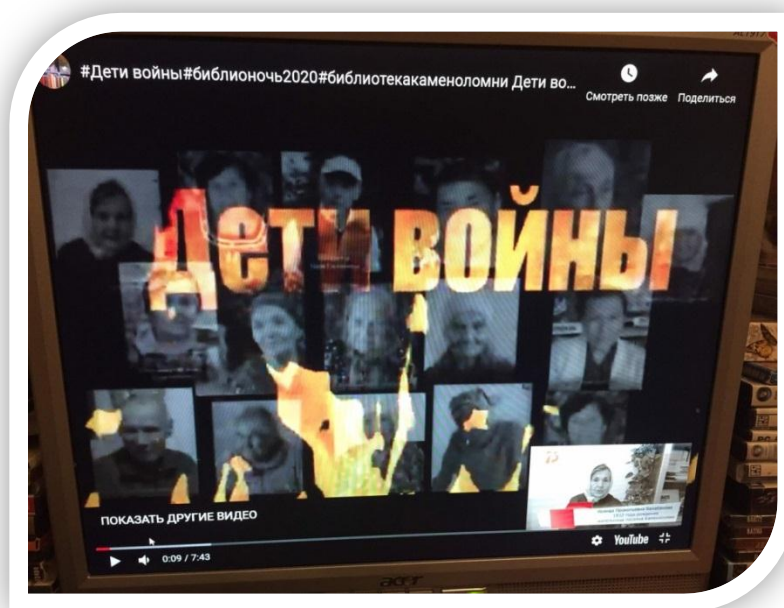 #Дети войны#библионочь2020#библиотекакаменоломни Дети во...
Смотреть позже
Поделиться
Дети войны
75
ПОКАЗАТЬ ДРУГИЕ ВИДЕО
0:09 / 7:43
YouTube
acer